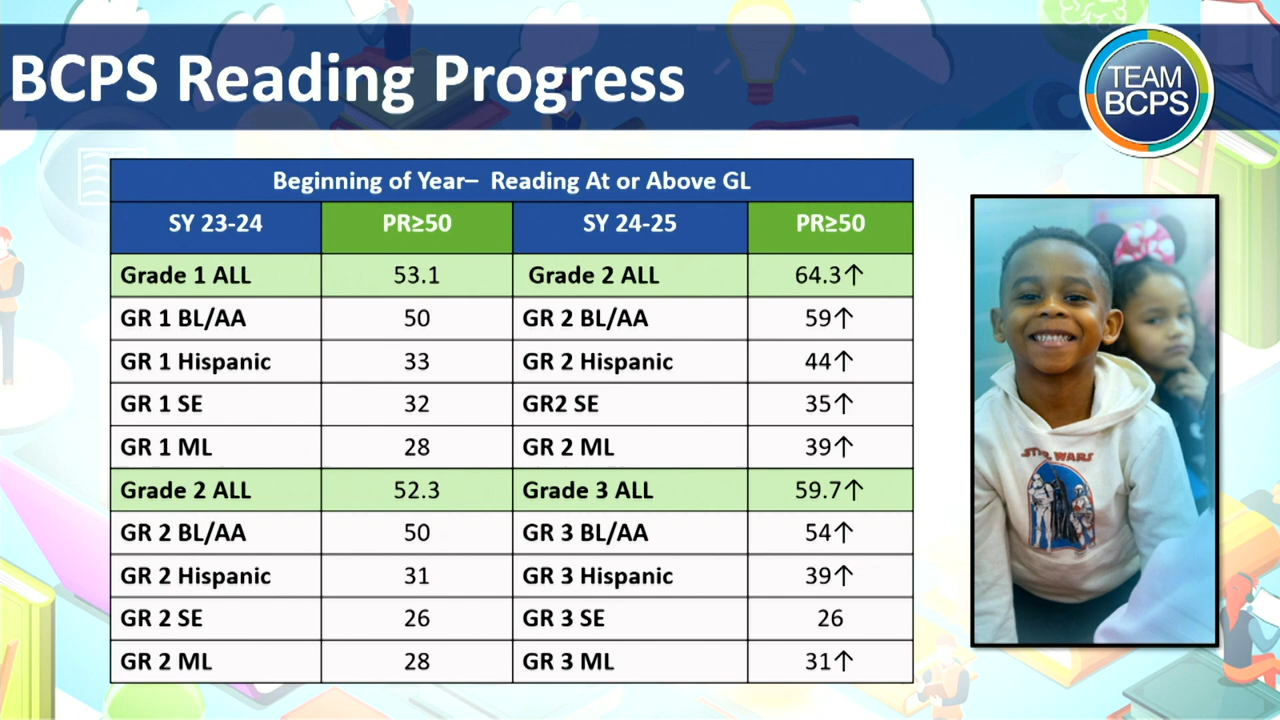 BCPS Reading Progress
TEAM
BCPS
Beginning of Year– Reading At or Above GL
SY 23-24 PR≥50 SY 24-25 PR≥50
Grade 1 ALL 53.1 Grade 2 ALL 64.3↑
GR 1 BL/AA 50 GR 2 BL/AA 59↑
GR 1 Hispanic 33 GR 2 Hispanic 44↑
GR 1 SE 32 GR2 SE 35↑
GR 1 ML 28 GR 2 ML 39↑
Grade 2 ALL 52.3 Grade 3 ALL 59.7↑
GR 2 BL/AA 50 GR 3 BL/AA 54↑
GR 2 Hispanic 31 GR 3 Hispanic 39↑
GR 2 SE 26 GR 3 SE 26
GR 2 ML 28 GR 3 ML 31↑
STAR WARS